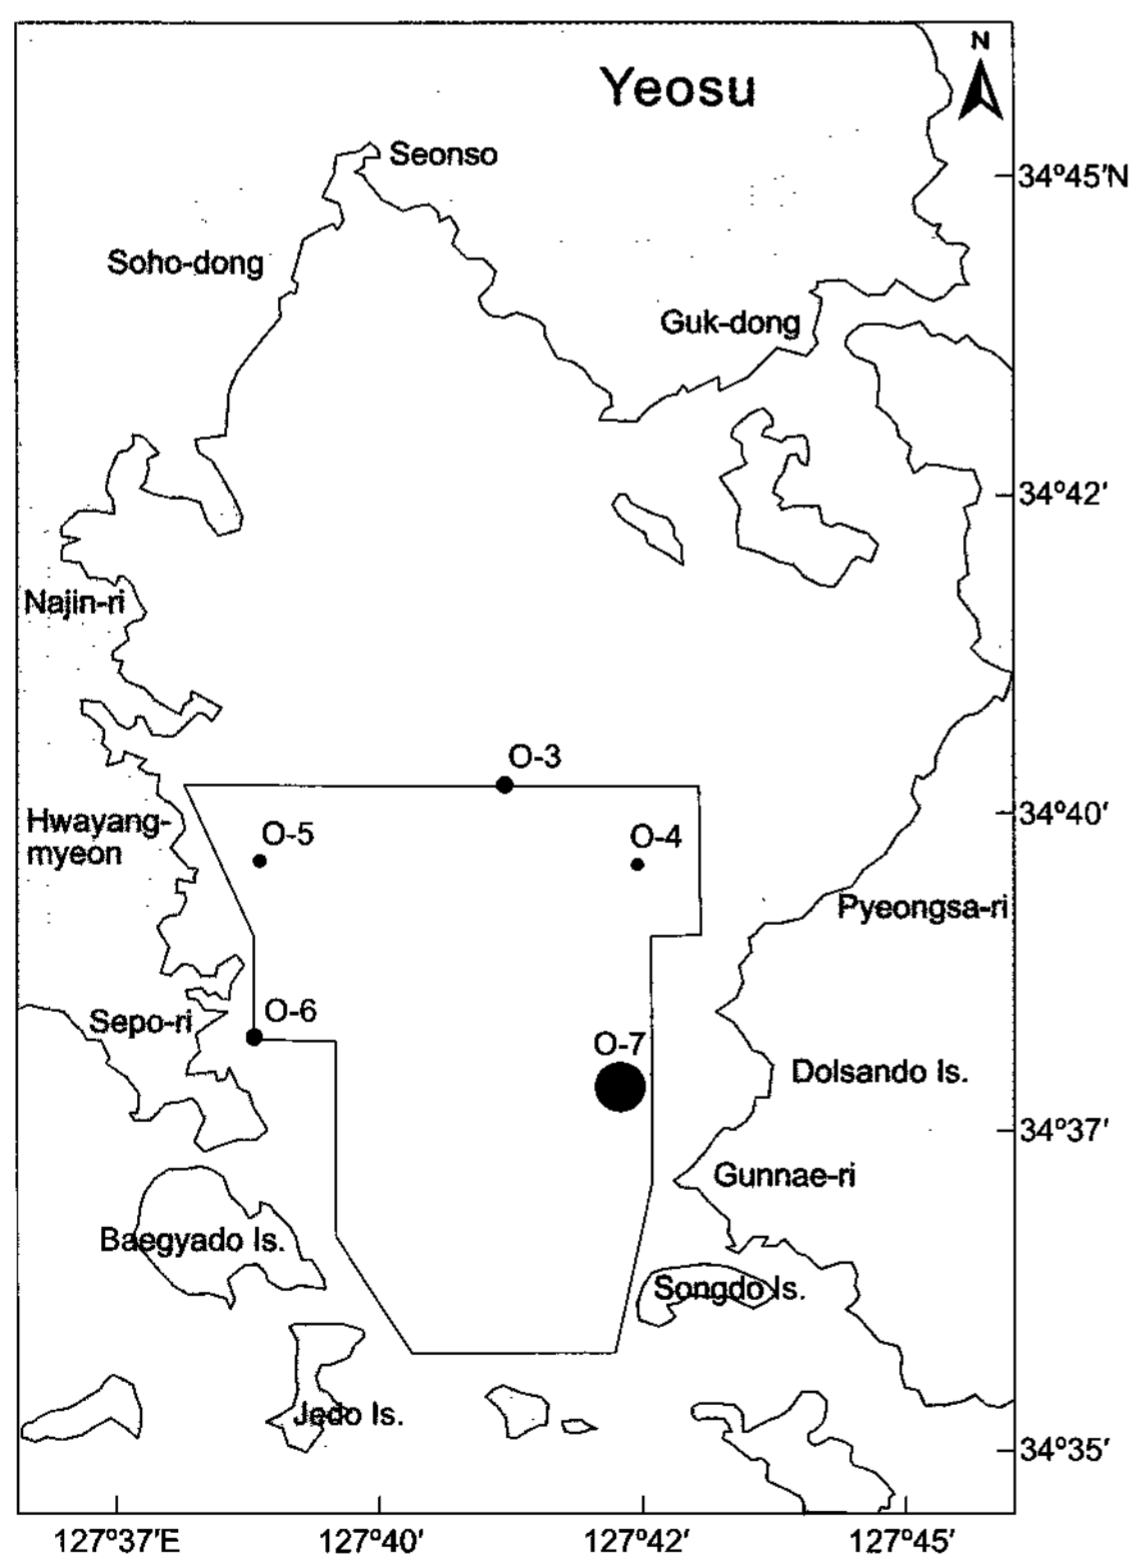 N
Yeosu
Seonso
34°45'N
Soho-dong
Guk-dong
34°42'
Najin-ri
O-3
34°40'
Hwayang-
myeon
O-5
O-4
Pyeongsa-ri
Sepo-ri
O-6
O-7
Dolsando Is.
34°37'
Gunnae-ri
Baegyado Is.
Songdo Is.
Jedo Is.
34°35'
127°37'E
127°40'
127°42'
127°45'